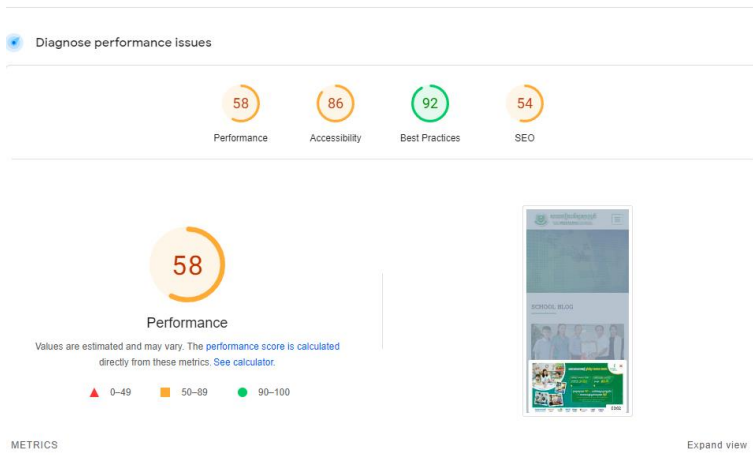 Diagnose performance issues
58
86
92
54
Performance
Accessibility
Best Practices
SEO
58
Performance
Values are estimated and may vary. The performance score is calculated
directly from these metrics. See calculator.
0–49
50–89
90–100
SCHOOL BLOG
METRICS
Expand view